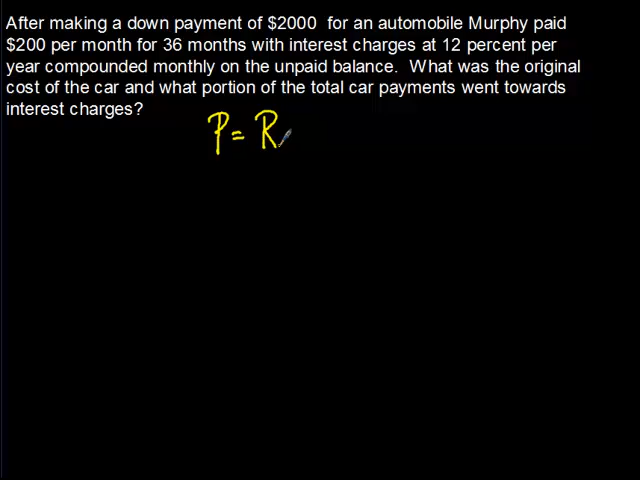 After making a down payment of $2000 for an automobile Murphy paid
$200 per month for 36 months with interest charges at 12 percent per
year compounded monthly on the unpaid balance. What was the original
cost of the car and what portion of the total car payments went towards
interest charges?
P = R